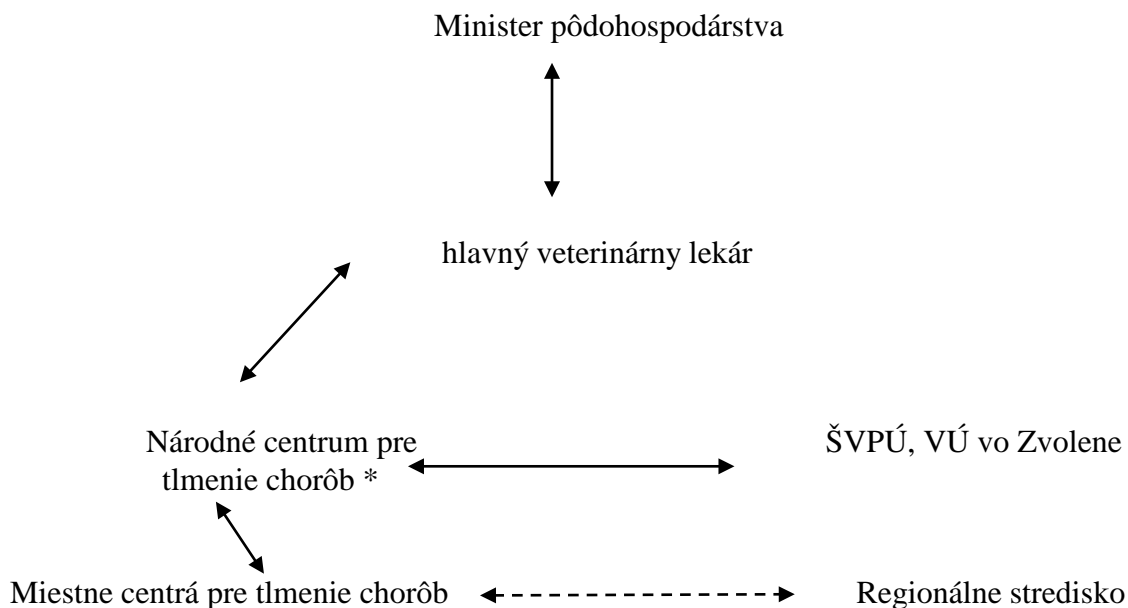 Minister pôdohospodárstva
hlavný veterinárny lekár
Národné centrum pre
tlmenie chorôb *
ŠVPÚ, VÚ vo Zvolene
Miestne centrá pre tlmenie chorôb
Regionálne stredisko